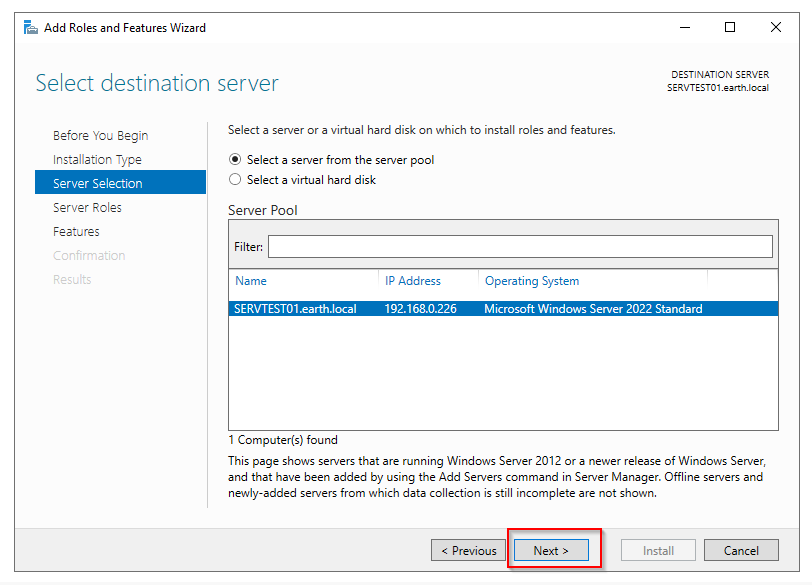 Add Roles and Features Wizard
Select destination server
DESTINATION SERVER
SERVTEST01.earth.local
Before You Begin
Installation Type
Server Selection
Server Roles
Features
Confirmation
Results
Select a server or a virtual hard disk on which to install roles and features.
Select a server from the server pool
Select a virtual hard disk
Server Pool
Filter:
Name IP Address Operating System
SERVTEST01.earth.local 192.168.0.226 Microsoft Windows Server 2022 Standard
1 Computer(s) found
This page shows servers that are running Windows Server 2012 or a newer release of Windows Server,
and that have been added by using the Add Servers command in Server Manager. Offline servers and
newly-added servers from which data collection is still incomplete are not shown.
< Previous Next > Install Cancel